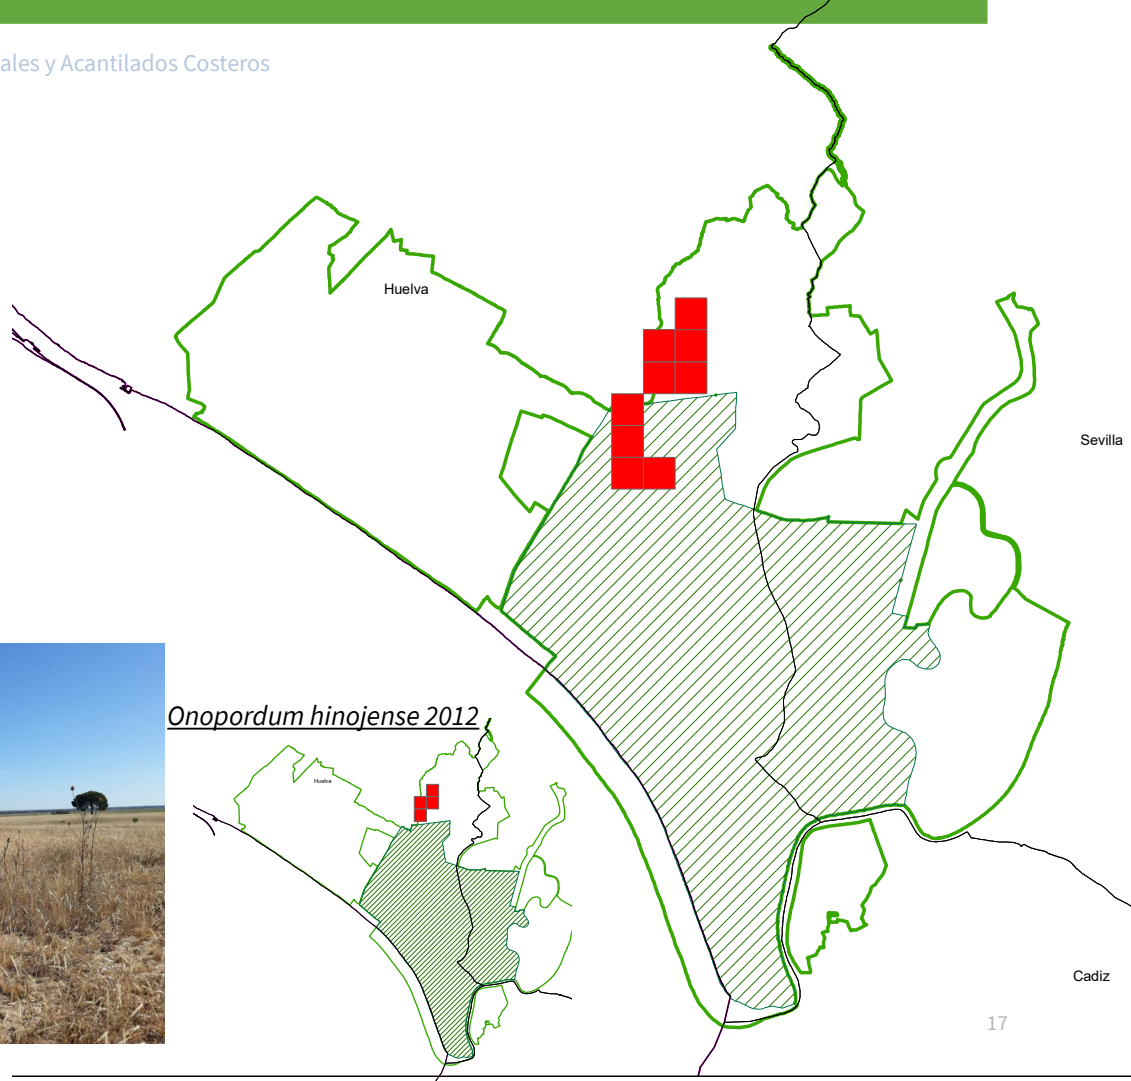 ales y Acantilados Costeros
Huelva
Sevilla
Onopordum hinojense 2012
Huelva
Cadiz
17